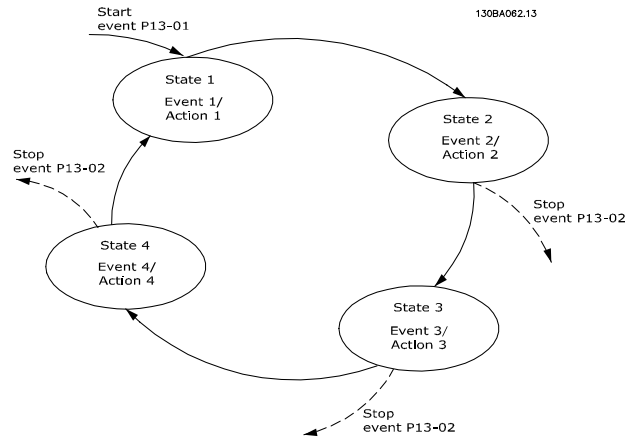 Start
event P13-01
130BA062.13
State 1
Event 1/
Action 1
State 2
Event 2/
Action 2
Stop
event P13-02
Stop
event P13-02
State 4
Event 4/
Action 4
State 3
Event 3/
Action 3
Stop
event P13-02